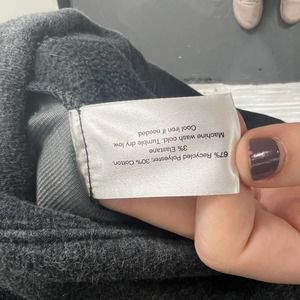 67% Recycled Polyester, 30% Cotton,
3% Elastane
Machine wash cold. Tumble dry low.
Cool iron if needed.